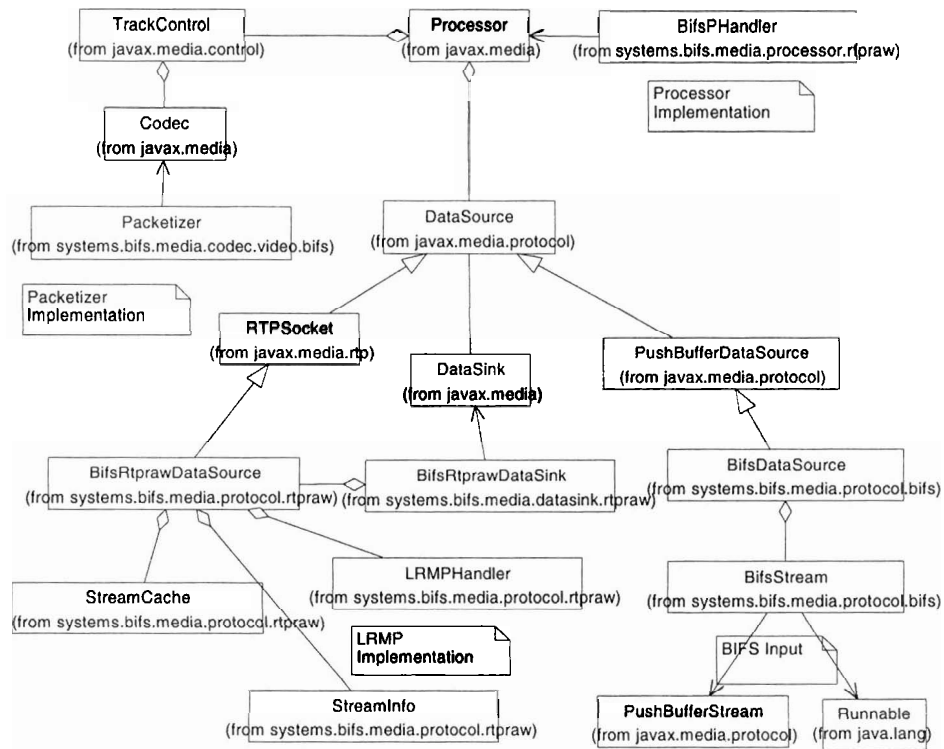 TrackControl
(from javax.media.control)
Processor
(from javax.media)
BifsPHandler
(from systems.bifs.media.processor.rtpraw)
Processor
Implementation
Codec
(from javax.media)
Packetizer
(from systems.bifs.media.codec.video.bifs)
DataSource
(from javax.media.protocol)
Packetizer
Implementation
RTPSocket
(from javax.media.rtp)
DataSink
(from javax.media)
PushBufferDataSource
(from javax.media.protocol)
BifsRtprawDataSource
(from systems.bifs.media.protocol.rtpraw)
BifsRtprawDataSink
(from systems.bifs.media.datasink.rtpraw)
BifsDataSource
(from systems.bifs.media.protocol.bifs)
StreamCache
(from systems.bifs.media.protocol.rtpraw)
LRMPHandler
(from systems.bifs.media.protocol.rtpraw)
BifsStream
(from systems.bifs.media.protocol.bifs)
LRMP
Implementation
BIFS Input
StreamInfo
(from systems.bifs.media.protocol.rtpraw)
PushBufferStream
(from javax.media.protocol)
Runnable
(from java.lang)